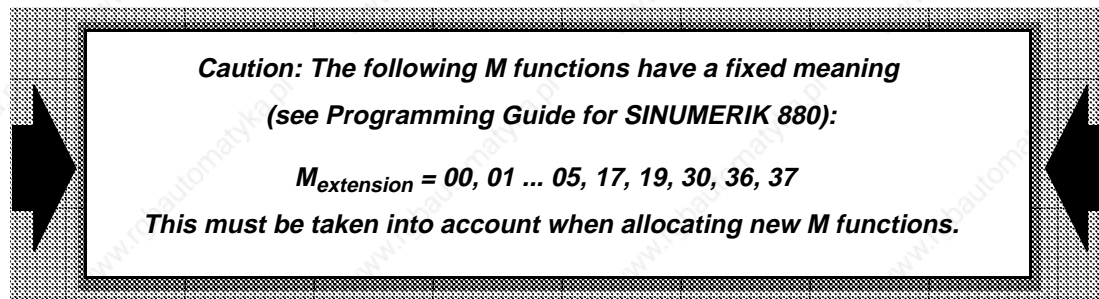 Caution: The following M functions have a fixed meaning
(see Programming Guide for SINUMERIK 880):
M extension = 00, 01 ... 05, 17, 19, 30, 36, 37
This must be taken into account when allocating new M functions.